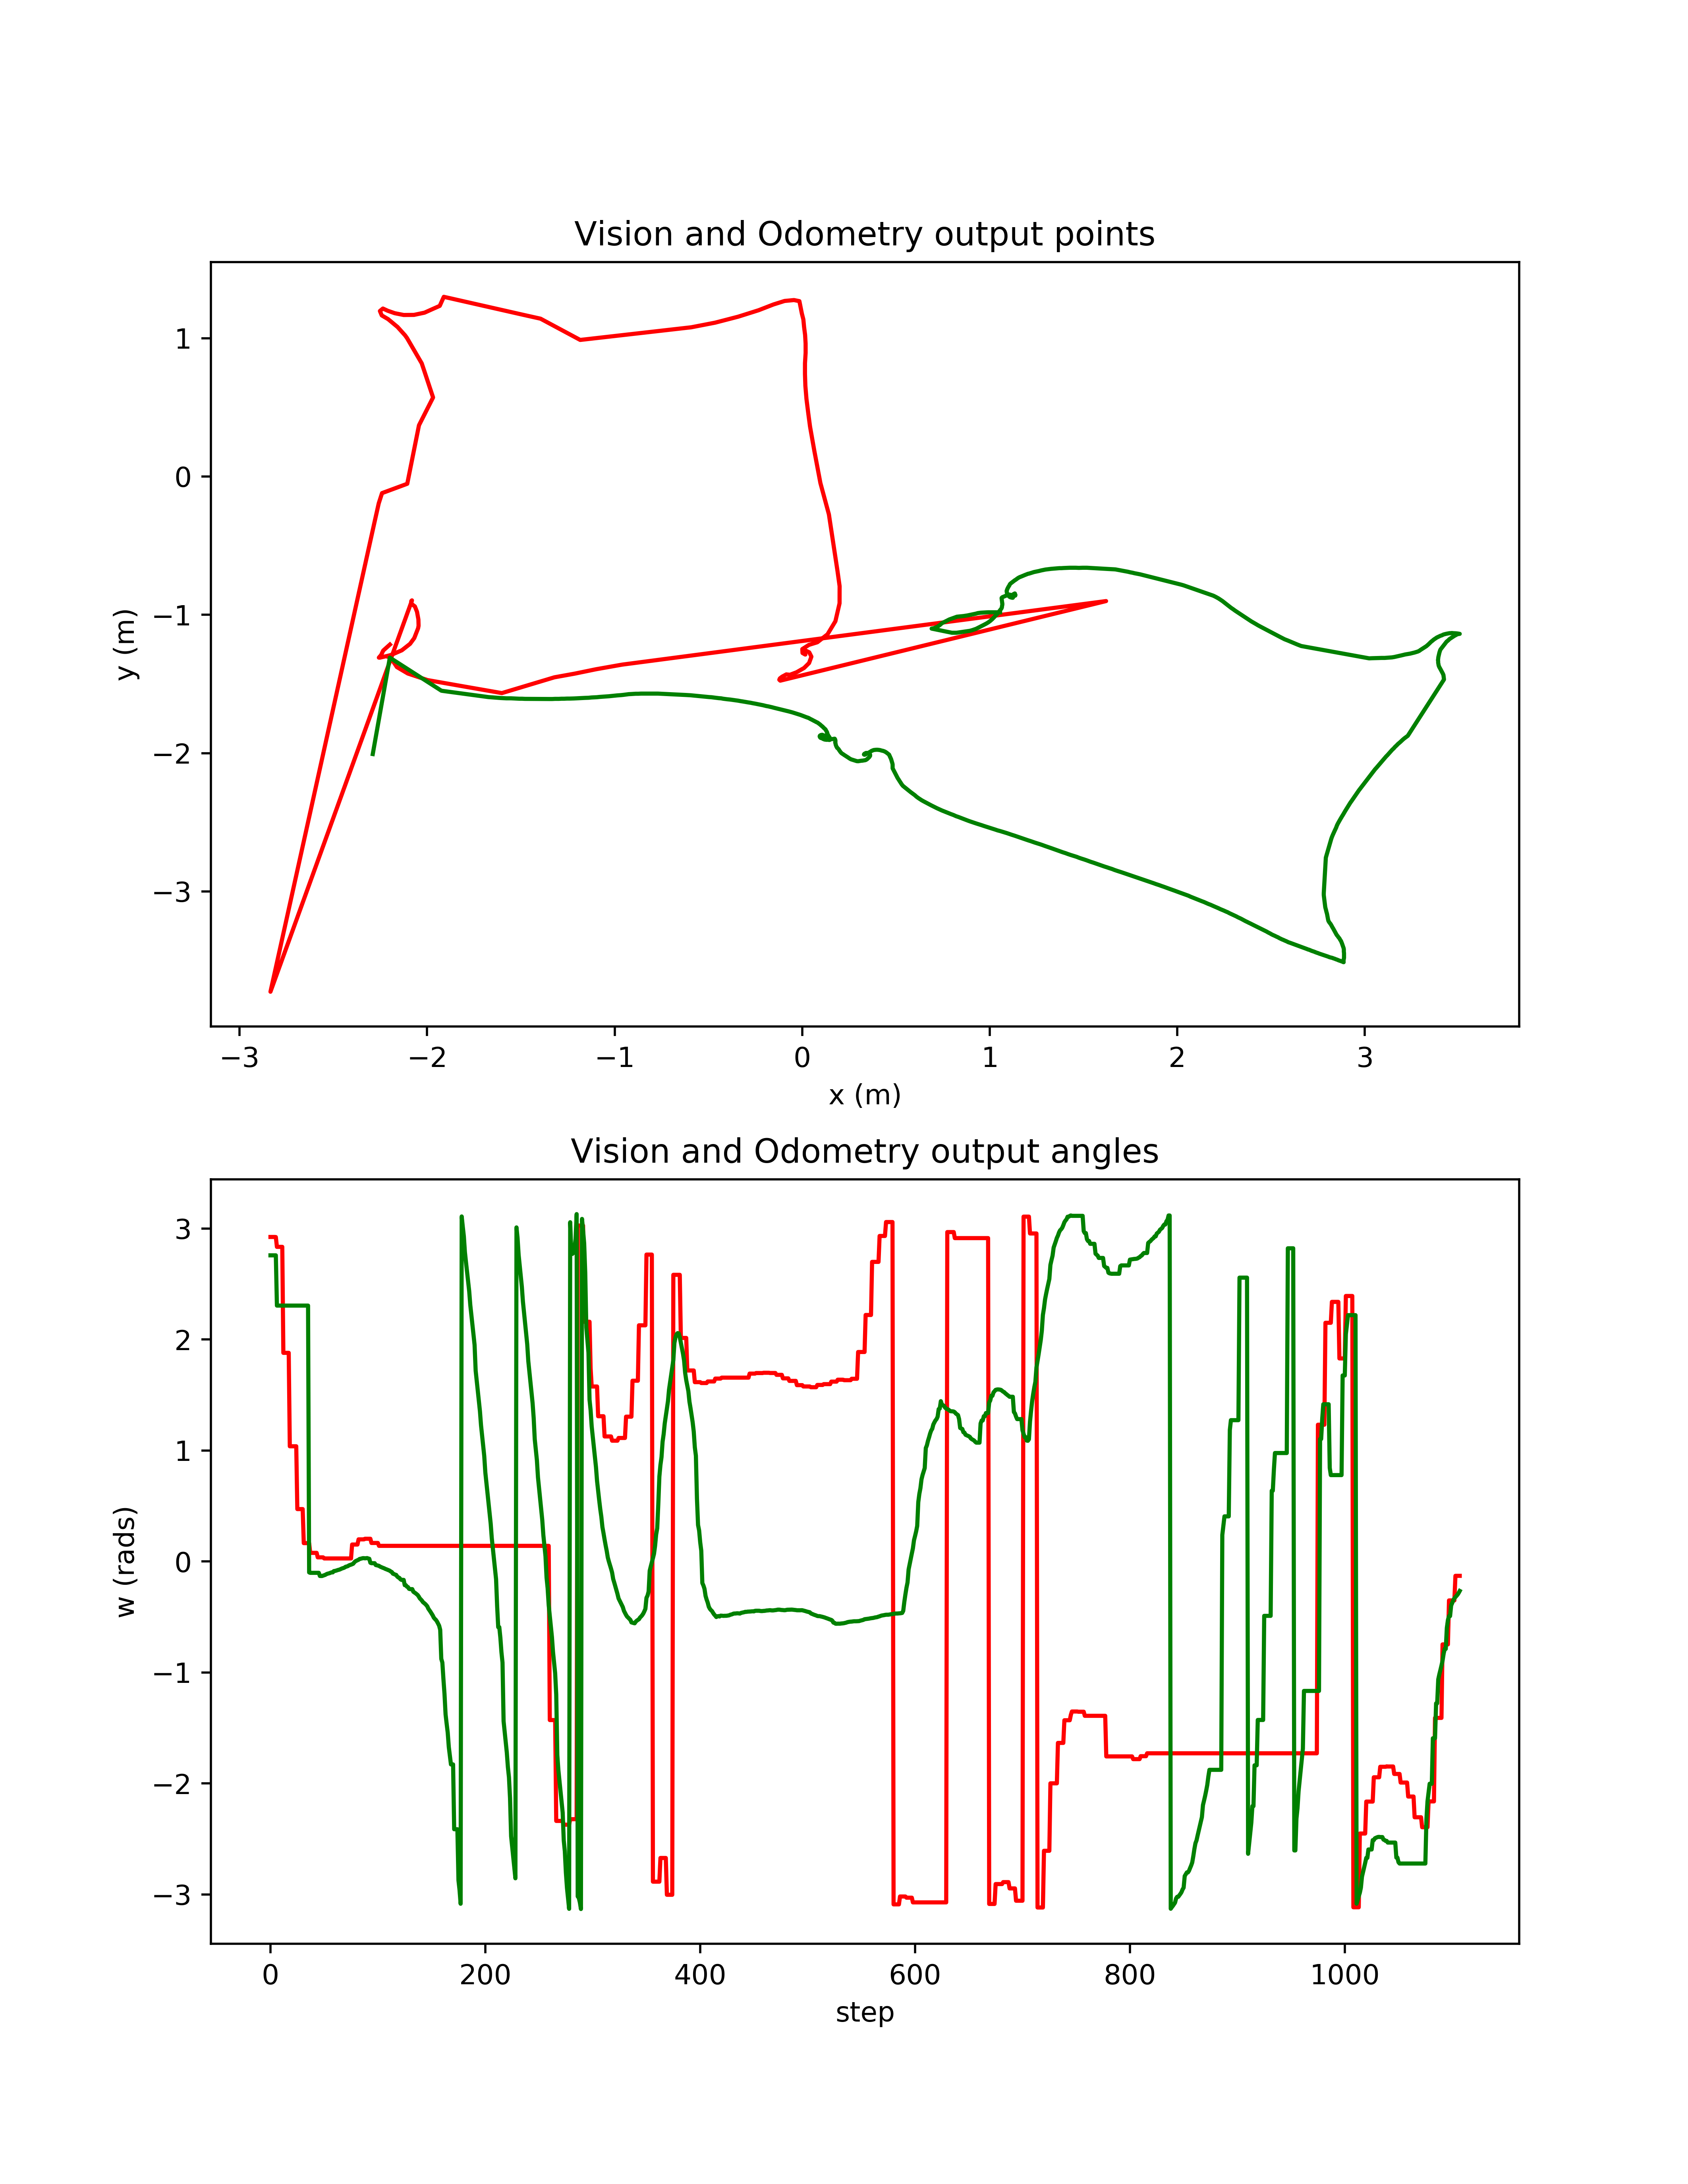 Vision and Odometry output points
1
0
−1
−2
−3
y (m)
−3 −2 −1 0 1 2 3
x (m)
Vision and Odometry output angles
3
2
1
0
−1
−2
−3
w (rads)
0 200 400 600 800 1000
step